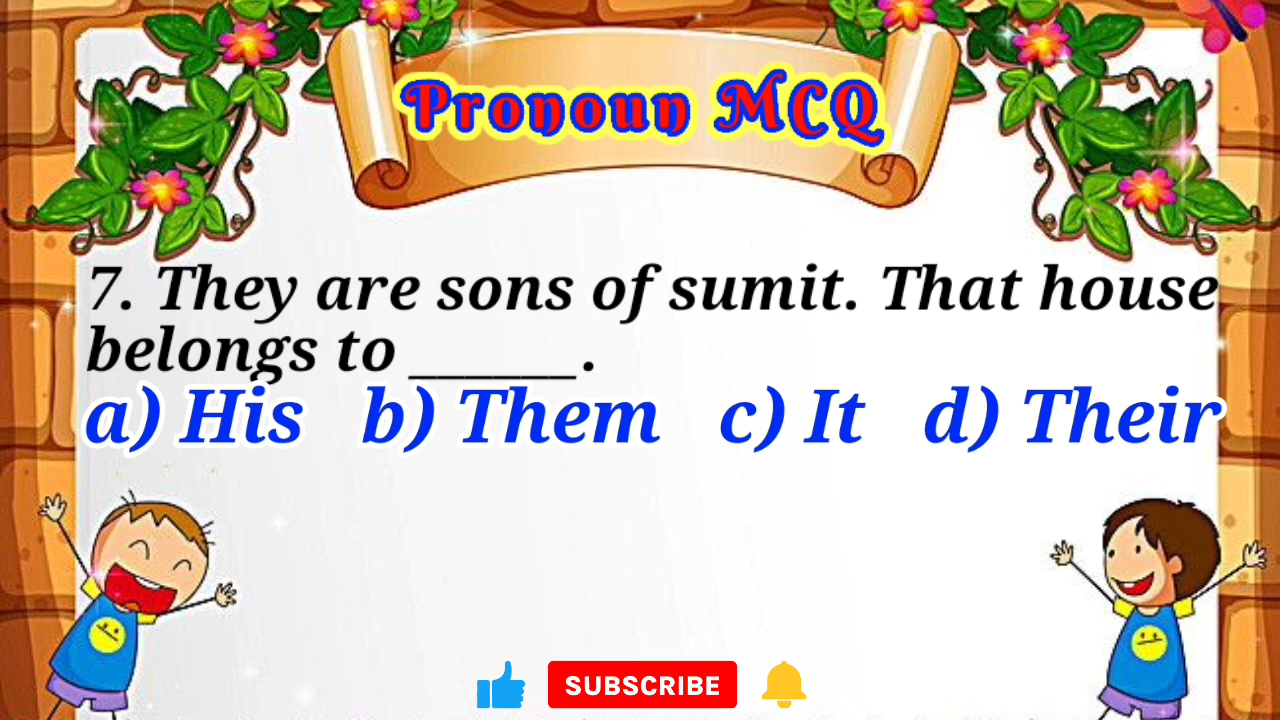 Pronoun MCQ
7. They are sons of sumit. That house
belongs to ______.
a) His b) Them c) It d) Their
SUBSCRIBE